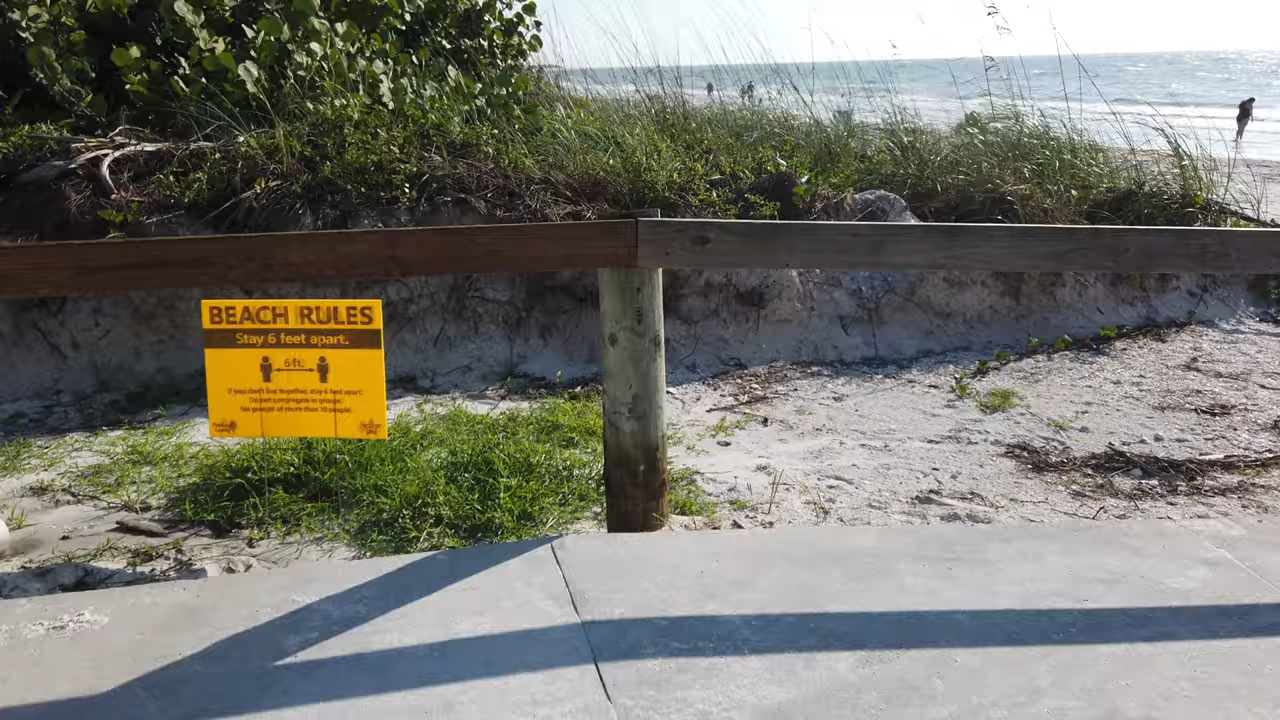 BEACH RULES
Stay 6 feet apart.
6 ft.
If you don't live together, stay 6 feet apart.
Do not congregate in groups.
No groups of more than 10 people.